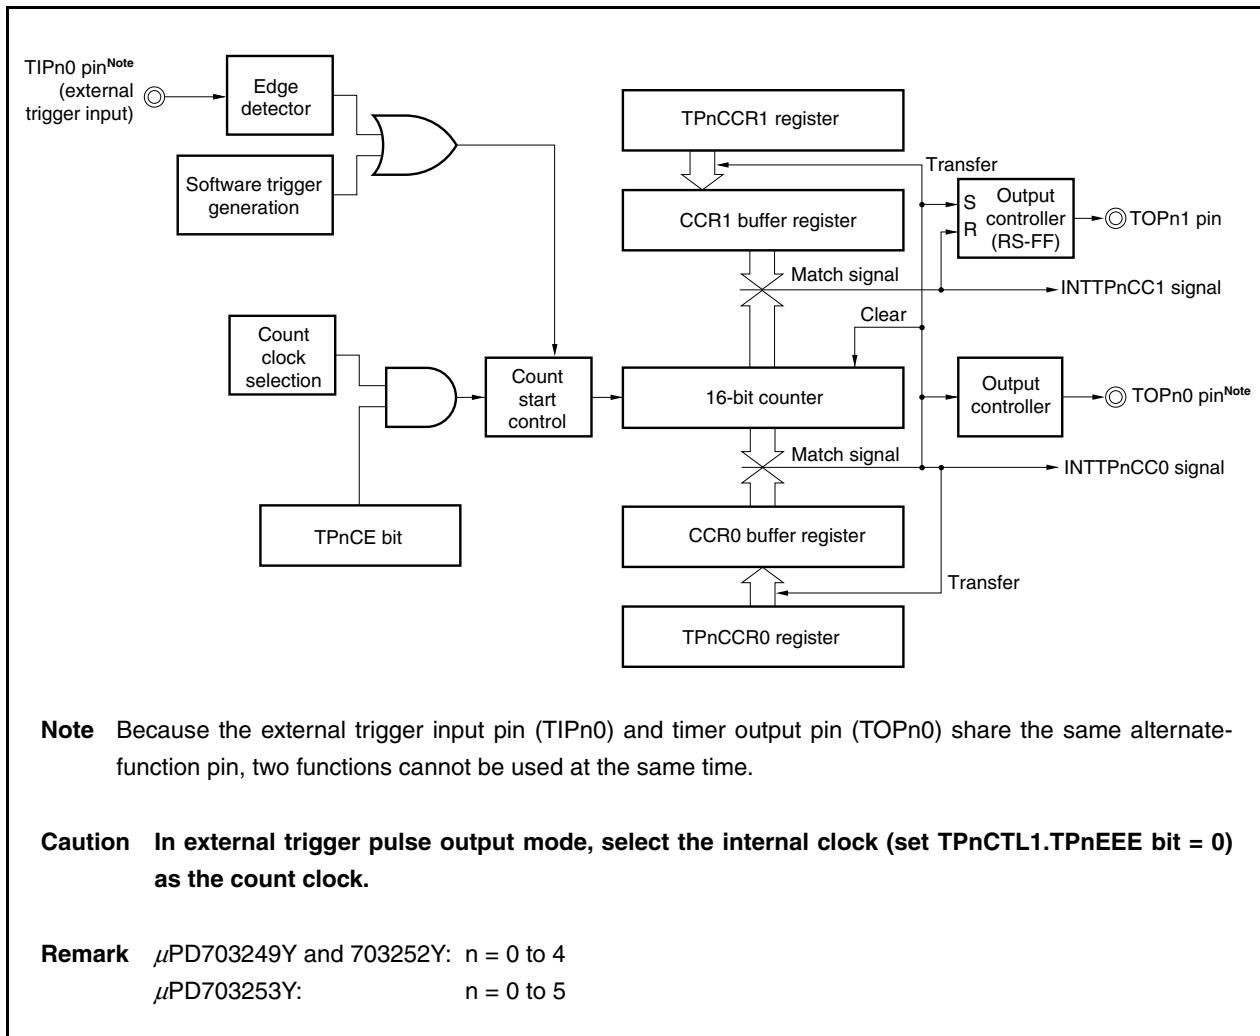 TIPn0 pinNote
(external
trigger input)
Edge
detector
Software trigger
generation
TPnCCR1 register
Transfer
CCR1 buffer register
S
R
Output
controller
(RS-FF)
TOPn1 pin
Match signal
INTTPnCC1 signal
Clear
Count
clock
selection
Count
start
control
16-bit counter
Output
controller
TOPn0 pinNote
Match signal
INTTPnCC0 signal
TPnCE bit
CCR0 buffer register
Transfer
TPnCCR0 register
Note Because the external trigger input pin (TIPn0) and timer output pin (TOPn0) share the same alternate-
function pin, two functions cannot be used at the same time.
Caution In external trigger pulse output mode, select the internal clock (set TPnCTL1.TPnEEE bit = 0)
as the count clock.
Remark μPD703249Y and 703252Y: n = 0 to 4
μPD703253Y: n = 0 to 5